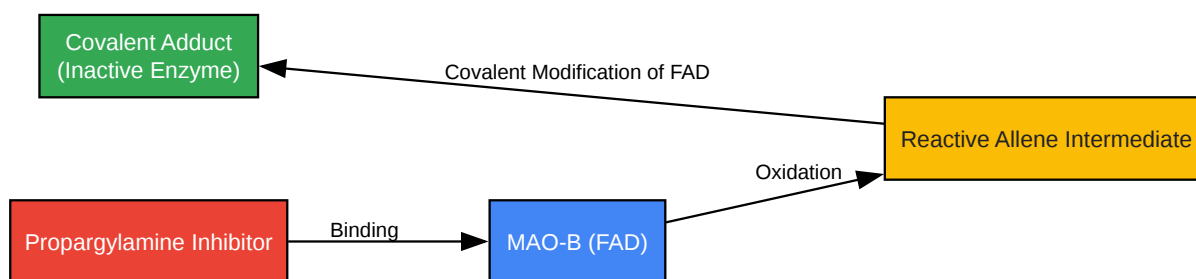 Covalent Adduct
(Inactive Enzyme)
Covalent Modification of FAD
Reactive Allene Intermediate
Oxidation
Propargylamine Inhibitor
Binding
MAO-B (FAD)